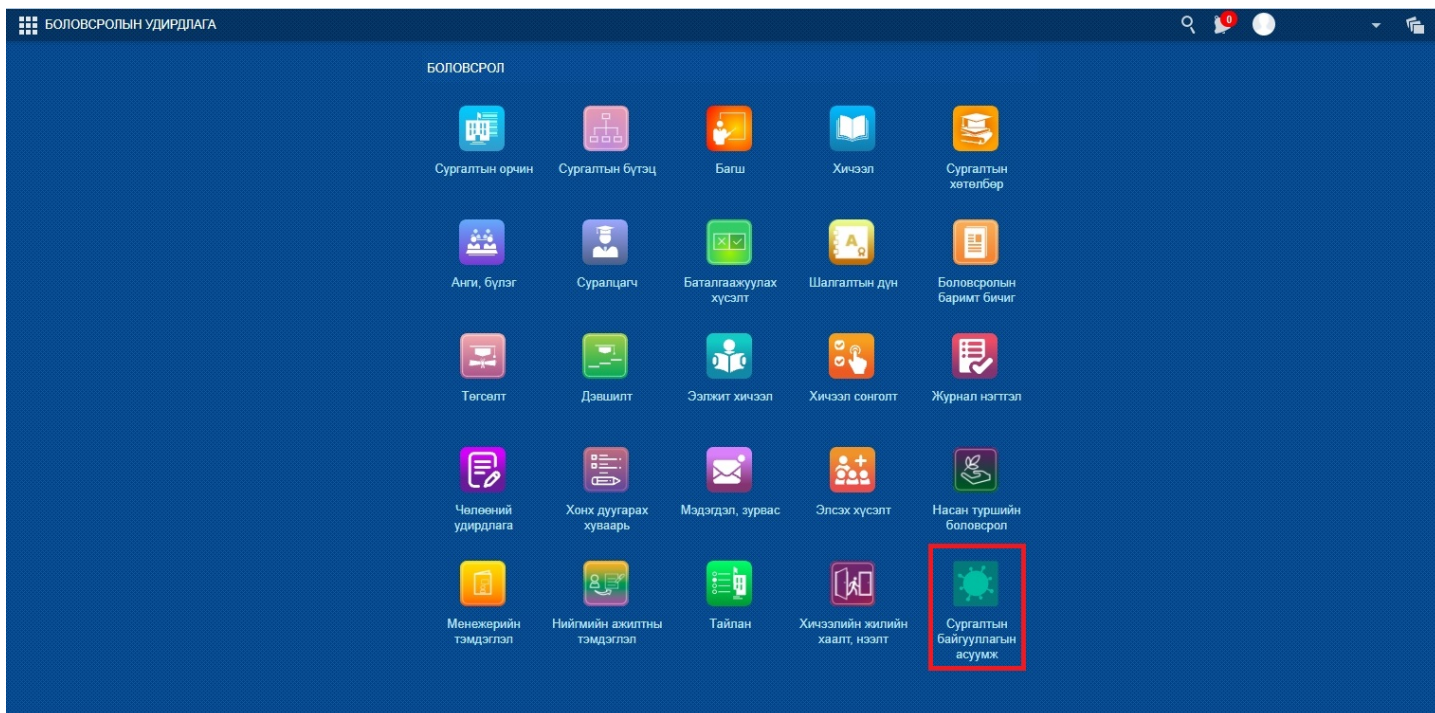 БОЛОВСРОЛЫН УДИРДЛАГА
0
БОЛОВСРОЛ
Сургалтын орчин
Сургалтын бүтэц
Багш
Хичээл
Сургалтын
хөтөлбөр
Анги, бүлэг
Суралцагч
Баталгаажуулах
хүсэлт
A
Шалгалтын дүн
Боловсролын
баримт бичиг
Төгсөлт
Дэвшилт
Ээлжит хичээл
Хичээл сонголт
Журнал нэгтгэл
Чөлөөний
удирдлага
Хонх дуугарах
хуваарь
Мэдэгдэл, зурвас
Элсэх хүсэлт
Насан туршийн
боловсрол
Менежерийн
тэмдэглэл
Нийгмийн ажилтны
тэмдэглэл
Тайлан
Хичээлийн жилийн
хаалт, нээлт
Сургалтын
байгууллагын
асуумж